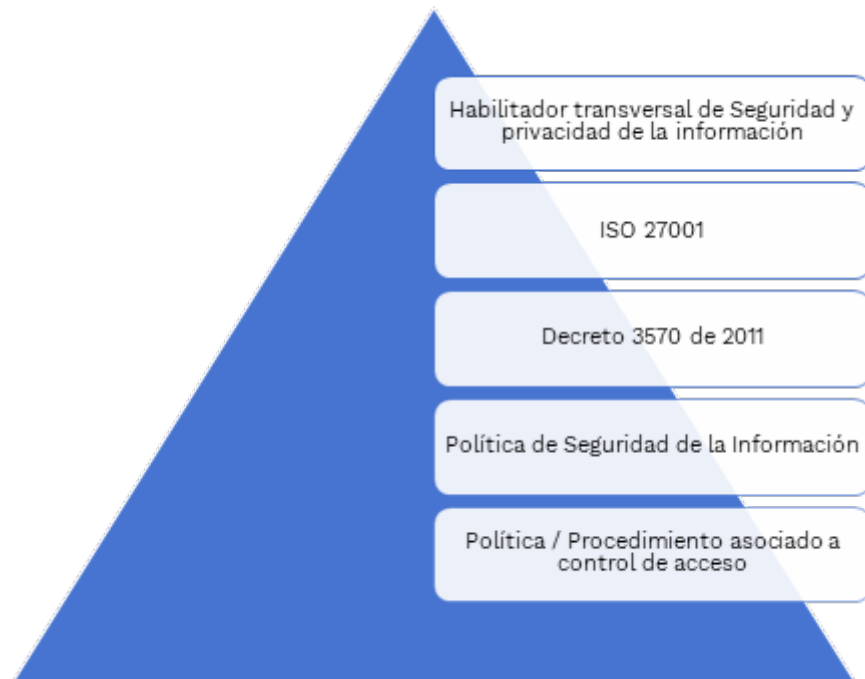 Habilitador transversal de Seguridad y
privacidad de la información
ISO 27001
Decreto 3570 de 2011
Política de Seguridad de la Información
Política / Procedimiento asociado a
control de acceso